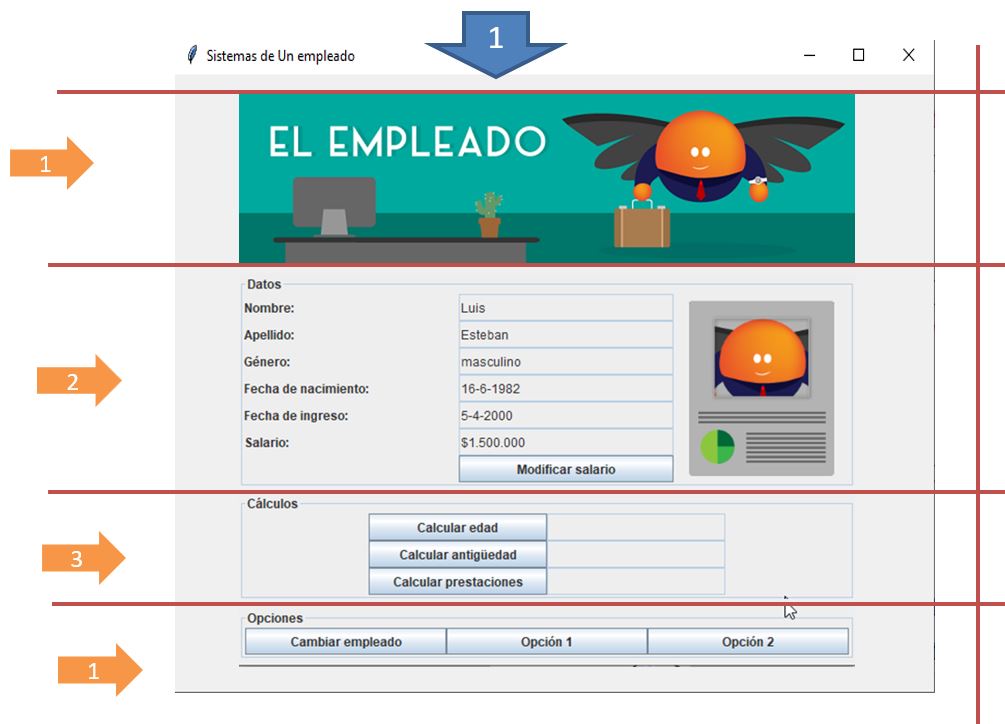 1
Sistemas de Un empleado
1
EL EMPLEADO
Datos
Nombre: Luis
Apellido: Esteban
Género: masculino
2
Fecha de nacimiento: 16-6-1982
Fecha de ingreso: 5-4-2000
Salario: $1.500.000
Modificar salario
Cálculos
Calcular edad
3
Calcular antigüedad
Calcular prestaciones
Opciones
Cambiar empleado Opción 1 Opción 2
1